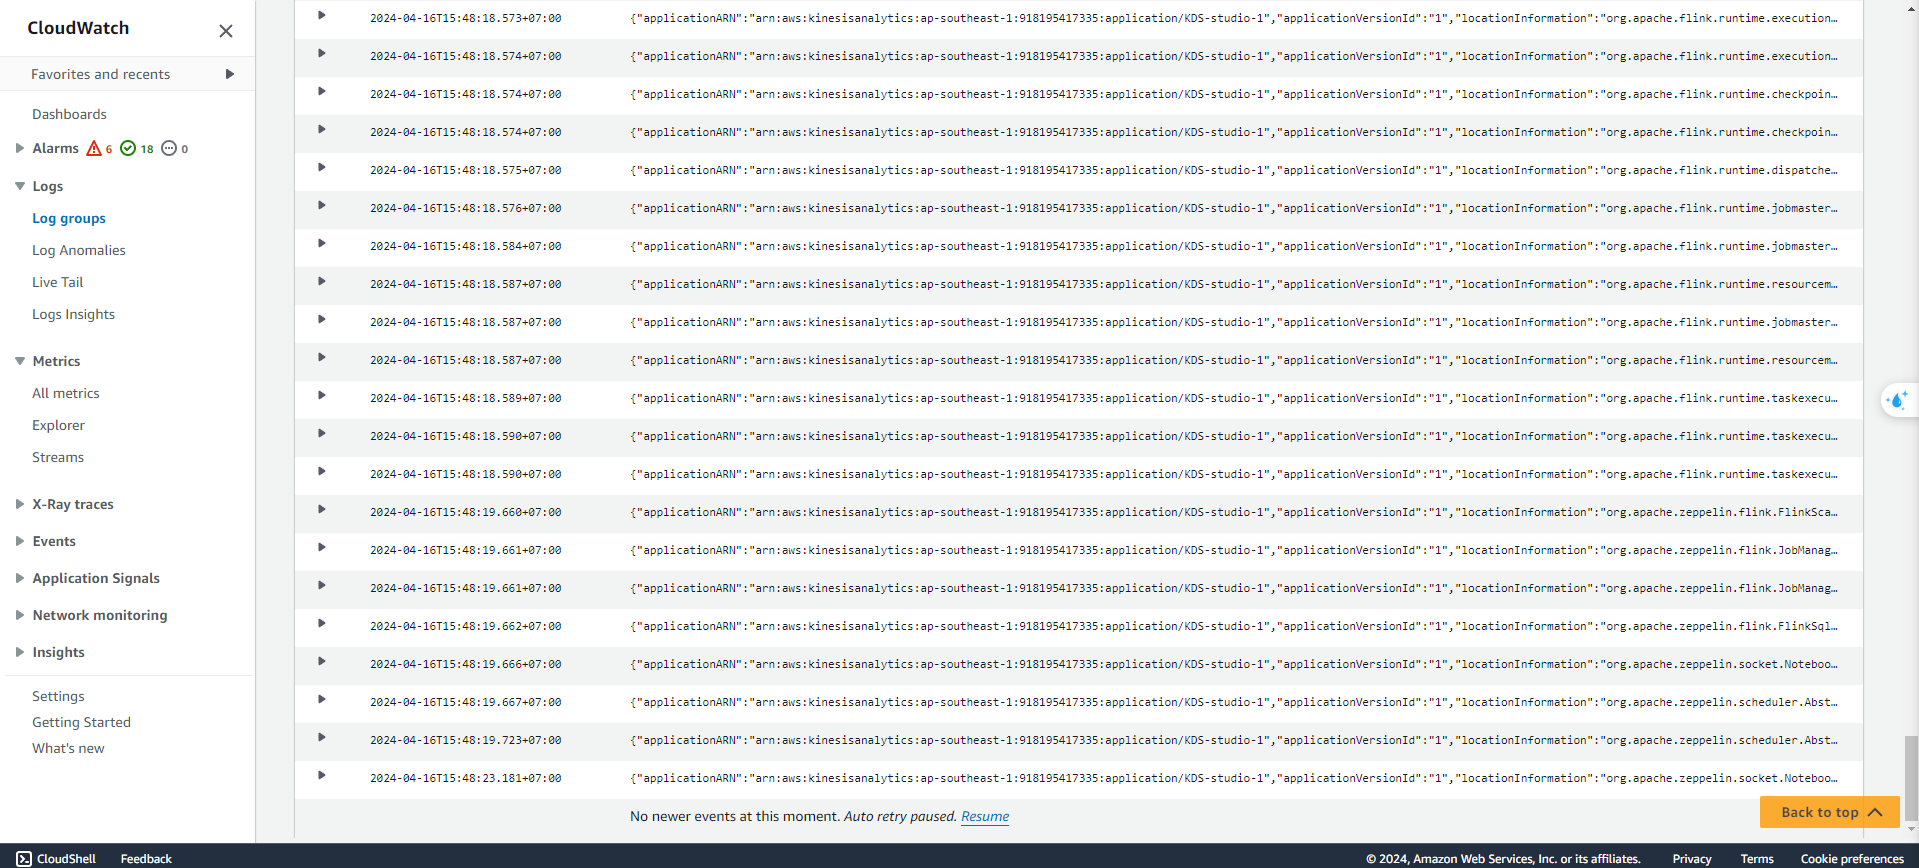 CloudWatch
Favorites and recents
Dashboards
Alarms 6 18 0
Logs
Log groups
Log Anomalies
Live Tail
Logs Insights
Metrics
All metrics
Explorer
Streams
X-Ray traces
Events
Application Signals
Network monitoring
Insights
Settings
Getting Started
What's new
2024-04-16T15:48:18.573+07:00 {"applicationARN":"arn:aws:kinesisanalytics:ap-southeast-1:918195417335:application/KDS-studio-1","applicationVersionId":"1","locationInformation":"org.apache.flink.runtime.execution…
2024-04-16T15:48:18.574+07:00 {"applicationARN":"arn:aws:kinesisanalytics:ap-southeast-1:918195417335:application/KDS-studio-1","applicationVersionId":"1","locationInformation":"org.apache.flink.runtime.execution…
2024-04-16T15:48:18.574+07:00 {"applicationARN":"arn:aws:kinesisanalytics:ap-southeast-1:918195417335:application/KDS-studio-1","applicationVersionId":"1","locationInformation":"org.apache.flink.runtime.checkpoin…
2024-04-16T15:48:18.574+07:00 {"applicationARN":"arn:aws:kinesisanalytics:ap-southeast-1:918195417335:application/KDS-studio-1","applicationVersionId":"1","locationInformation":"org.apache.flink.runtime.checkpoin…
2024-04-16T15:48:18.575+07:00 {"applicationARN":"arn:aws:kinesisanalytics:ap-southeast-1:918195417335:application/KDS-studio-1","applicationVersionId":"1","locationInformation":"org.apache.flink.runtime.dispatche…
2024-04-16T15:48:18.576+07:00 {"applicationARN":"arn:aws:kinesisanalytics:ap-southeast-1:918195417335:application/KDS-studio-1","applicationVersionId":"1","locationInformation":"org.apache.flink.runtime.jobmaster…
2024-04-16T15:48:18.584+07:00 {"applicationARN":"arn:aws:kinesisanalytics:ap-southeast-1:918195417335:application/KDS-studio-1","applicationVersionId":"1","locationInformation":"org.apache.flink.runtime.jobmaster…
2024-04-16T15:48:18.587+07:00 {"applicationARN":"arn:aws:kinesisanalytics:ap-southeast-1:918195417335:application/KDS-studio-1","applicationVersionId":"1","locationInformation":"org.apache.flink.runtime.resourcem…
2024-04-16T15:48:18.587+07:00 {"applicationARN":"arn:aws:kinesisanalytics:ap-southeast-1:918195417335:application/KDS-studio-1","applicationVersionId":"1","locationInformation":"org.apache.flink.runtime.jobmaster…
2024-04-16T15:48:18.587+07:00 {"applicationARN":"arn:aws:kinesisanalytics:ap-southeast-1:918195417335:application/KDS-studio-1","applicationVersionId":"1","locationInformation":"org.apache.flink.runtime.resourcem…
2024-04-16T15:48:18.589+07:00 {"applicationARN":"arn:aws:kinesisanalytics:ap-southeast-1:918195417335:application/KDS-studio-1","applicationVersionId":"1","locationInformation":"org.apache.flink.runtime.taskexecu…
2024-04-16T15:48:18.590+07:00 {"applicationARN":"arn:aws:kinesisanalytics:ap-southeast-1:918195417335:application/KDS-studio-1","applicationVersionId":"1","locationInformation":"org.apache.flink.runtime.taskexecu…
2024-04-16T15:48:18.590+07:00 {"applicationARN":"arn:aws:kinesisanalytics:ap-southeast-1:918195417335:application/KDS-studio-1","applicationVersionId":"1","locationInformation":"org.apache.flink.runtime.taskexecu…
2024-04-16T15:48:19.660+07:00 {"applicationARN":"arn:aws:kinesisanalytics:ap-southeast-1:918195417335:application/KDS-studio-1","applicationVersionId":"1","locationInformation":"org.apache.zeppelin.flink.FlinkSca…
2024-04-16T15:48:19.661+07:00 {"applicationARN":"arn:aws:kinesisanalytics:ap-southeast-1:918195417335:application/KDS-studio-1","applicationVersionId":"1","locationInformation":"org.apache.zeppelin.flink.JobManag…
2024-04-16T15:48:19.661+07:00 {"applicationARN":"arn:aws:kinesisanalytics:ap-southeast-1:918195417335:application/KDS-studio-1","applicationVersionId":"1","locationInformation":"org.apache.zeppelin.flink.JobManag…
2024-04-16T15:48:19.662+07:00 {"applicationARN":"arn:aws:kinesisanalytics:ap-southeast-1:918195417335:application/KDS-studio-1","applicationVersionId":"1","locationInformation":"org.apache.zeppelin.flink.FlinkSql…
2024-04-16T15:48:19.666+07:00 {"applicationARN":"arn:aws:kinesisanalytics:ap-southeast-1:918195417335:application/KDS-studio-1","applicationVersionId":"1","locationInformation":"org.apache.zeppelin.socket.Noteboo…
2024-04-16T15:48:19.667+07:00 {"applicationARN":"arn:aws:kinesisanalytics:ap-southeast-1:918195417335:application/KDS-studio-1","applicationVersionId":"1","locationInformation":"org.apache.zeppelin.scheduler.Abst…
2024-04-16T15:48:19.723+07:00 {"applicationARN":"arn:aws:kinesisanalytics:ap-southeast-1:918195417335:application/KDS-studio-1","applicationVersionId":"1","locationInformation":"org.apache.zeppelin.scheduler.Abst…
2024-04-16T15:48:23.181+07:00 {"applicationARN":"arn:aws:kinesisanalytics:ap-southeast-1:918195417335:application/KDS-studio-1","applicationVersionId":"1","locationInformation":"org.apache.zeppelin.socket.Noteboo…
No newer events at this moment. Auto retry paused. Resume
Back to top
CloudShell Feedback © 2024, Amazon Web Services, Inc. or its affiliates. Privacy Terms Cookie preferences